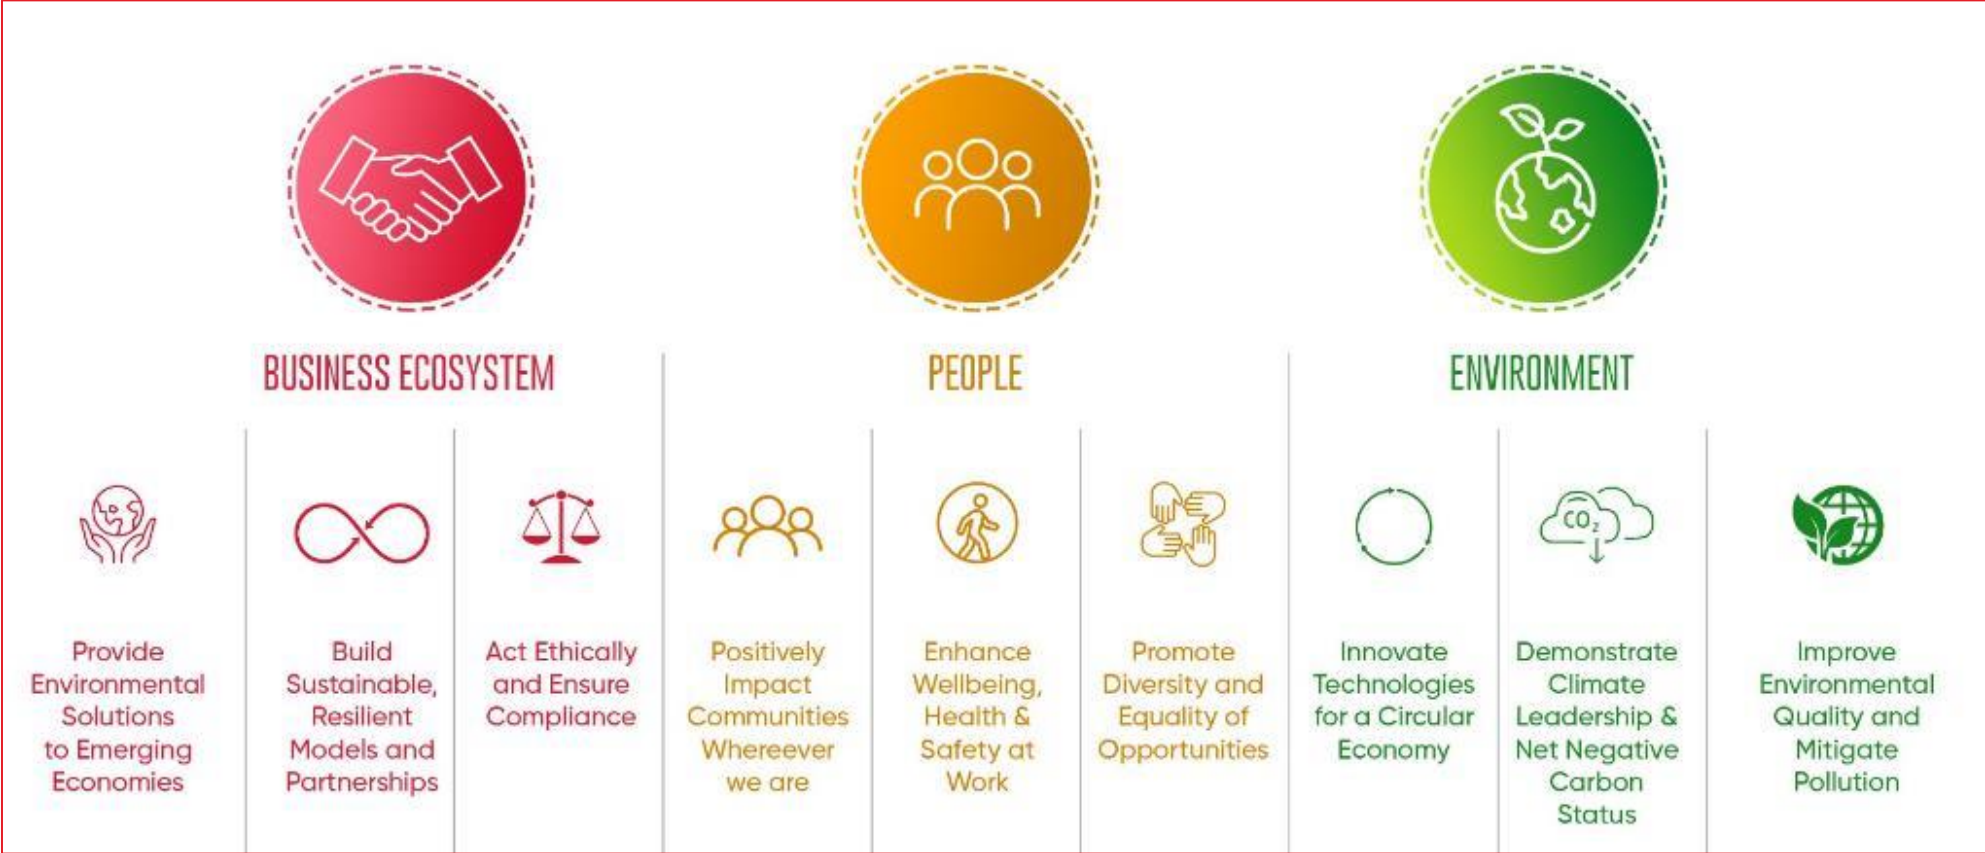 BUSINESS ECOSYSTEM
Provide
Environmental
Solutions
to Emerging
Economies
Build
Sustainable,
Resilient
Models and
Partnerships
Act Ethically
and Ensure
Compliance
PEOPLE
Positively
Impact
Communities
Whereever
we are
Enhance
Wellbeing,
Health &
Safety at
Work
Promote
Diversity and
Equality of
Opportunities
ENVIRONMENT
Innovate
Technologies
for a Circular
Economy
CO₂
Demonstrate
Climate
Leadership &
Net Negative
Carbon
Status
Improve
Environmental
Quality and
Mitigate
Pollution